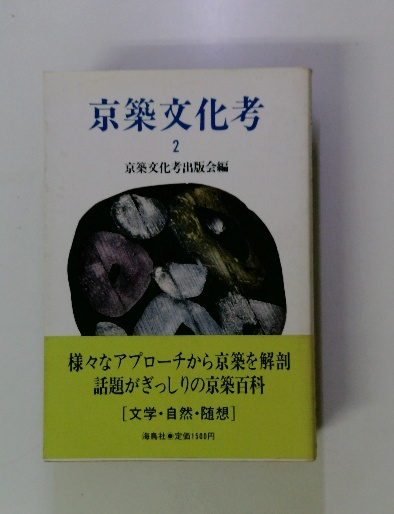 京築文化考
2
京築文化考出版会編
様々なアプローチから京築を解剖
話題がぎっしりの京築百科
[文学・自然・随想]
海鳥社●定価1500円